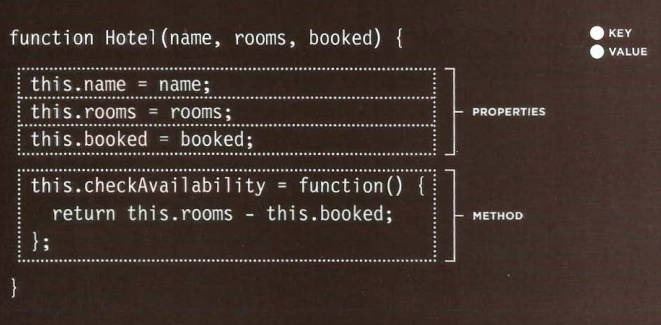 function Hotel(name, rooms, booked) {
KEY
VALUE
this.name = name;
this.rooms = rooms;
this.booked = booked;
PROPERTIES
this.checkAvailability = function() {
return this.rooms - this.booked;
};
METHOD
}